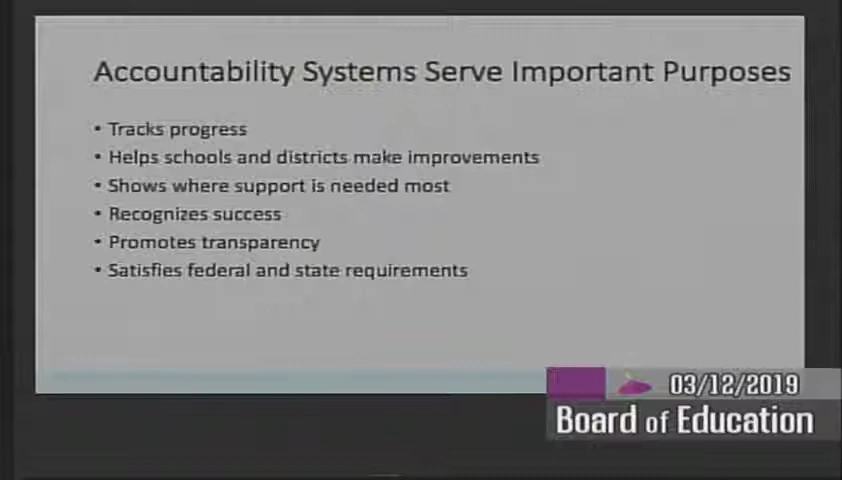 Accountability Systems Serve Important Purposes
• Tracks progress
• Helps schools and districts make improvements
• Shows where support is needed most
• Recognizes success
• Promotes transparency
• Satisfies federal and state requirements
03/12/2019
Board of Education